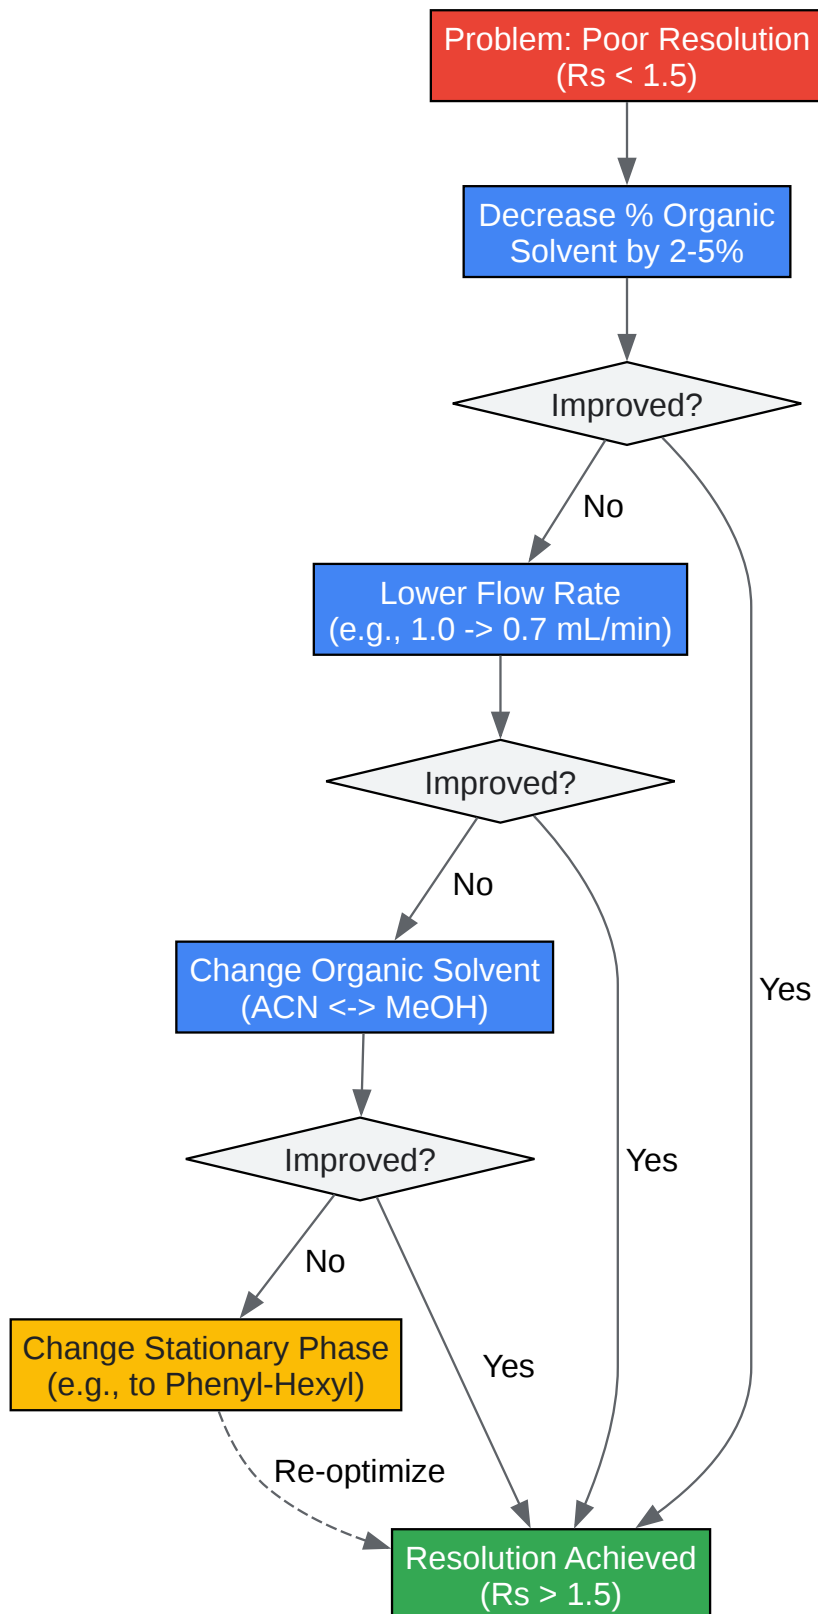 Problem: Poor Resolution
(Rs < 1.5)
Decrease % Organic
Solvent by 2-5%
Improved?
No
Lower Flow Rate
(e.g., 1.0 -> 0.7 mL/min)
Improved?
No
Change Organic Solvent
(ACN <-> MeOH)
Yes
Improved?
Yes
No
Change Stationary Phase
(e.g., to Phenyl-Hexyl)
Yes
Re-optimize
Resolution Achieved
(Rs > 1.5)